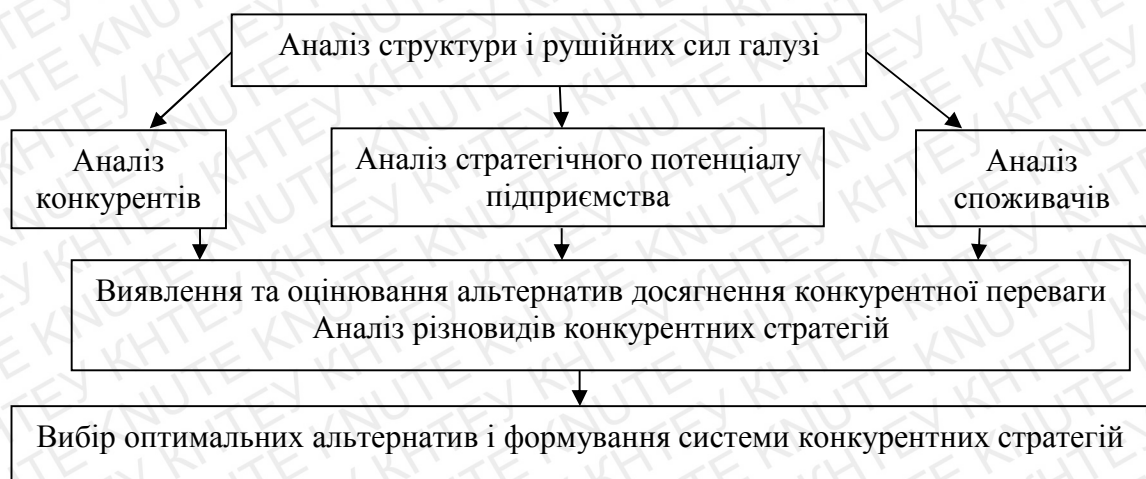 Аналіз структури і рушійних сил галузі
Аналіз
конкурентів
Аналіз стратегічного потенціалу
підприємства
Аналіз
споживачів
Виявлення та оцінювання альтернатив досягнення конкурентної переваги
Аналіз різновидів конкурентних стратегій
Вибір оптимальних альтернатив і формування системи конкурентних стратегій